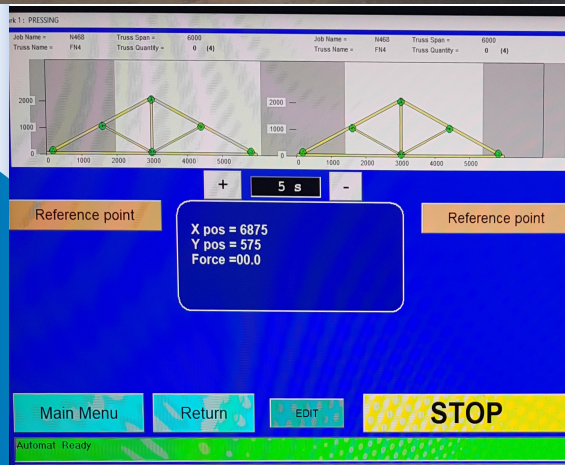 ark 1 : PRESSING
Job Name = N468 Truss Span = 6000
Truss Name = FN4 Truss Quantity = 0 (4)
Job Name = N468 Truss Span = 6000
Truss Name = FN4 Truss Quantity = 0 (4)
2000
1000
0
0 1000 2000 3000 4000 5000
2000
1000
0
0 1000 2000 3000 4000 5000
+ 5 s -
Reference point
X pos = 6875
Y pos = 575
Force =00.0
Reference point
Main Menu Return EDIT STOP
Automat Ready